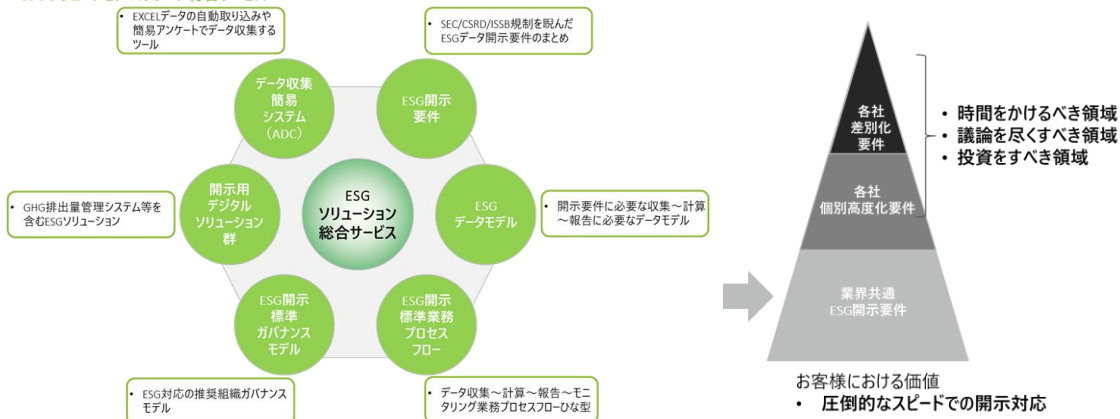 • EXCELデータの自動取り込みや
簡易アンケートでデータ収集する
ツール
• SEC/CSRD/ISSB規制を睨んだ
ESGデータ開示要件のまとめ
データ収集
簡易
システム
（ADC）
ESG開示
要件
• GHG排出量管理システム等を
含むESGソリューション
開示用
デジタル
ソリューション
群
ESG
ソリューション
総合サービス
ESG
データモデル
• 開示要件に必要な収集～計算
～報告に必要なデータモデル
ESG開示
標準
ガバナンス
モデル
ESG開示
標準業務
プロセス
フロー
• ESG対応の推奨組織ガバナンス
モデル
• データ収集～計算～報告～モニ
タリング業務プロセスフローひな型
各社
差別化
要件
• 時間をかけるべき領域
• 議論を尽くすべき領域
• 投資をすべき領域
各社
個別高度化要件
業界共通
ESG開示要件
お客様における価値
• 圧倒的なスピードでの開示対応